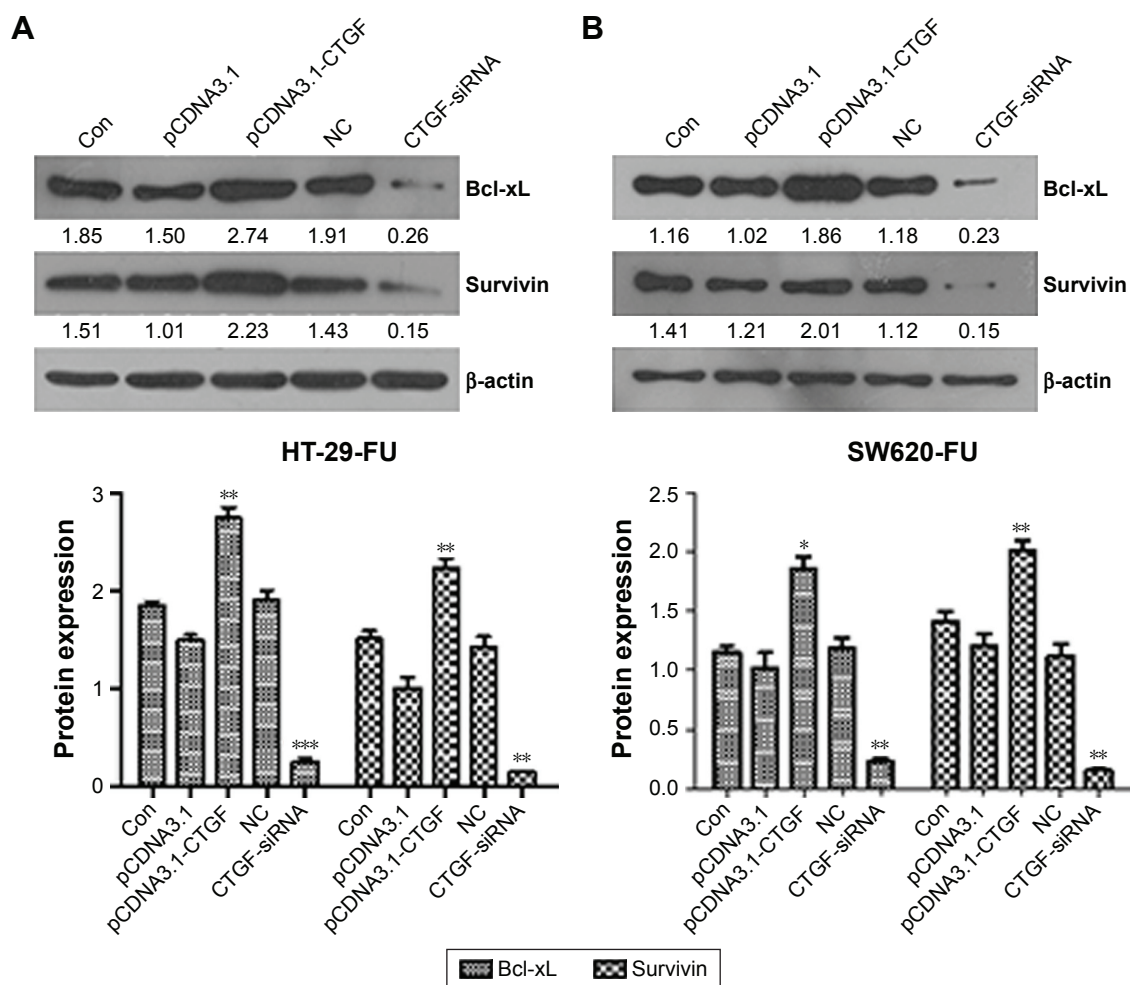 A
Con
pCDNA3.1
pCDNA3.1-CTGF
NC
CTGF-siRNA
Bcl-xL
1.85 1.50 2.74 1.91 0.26
Survivin
1.51 1.01 2.23 1.43 0.15
β-actin
HT-29-FU
Protein expression
3
2
1
0
**
***
**
**
Con
pCDNA3.1
pCDNA3.1-CTGF
NC
CTGF-siRNA
Con
pCDNA3.1
pCDNA3.1-CTGF
NC
CTGF-siRNA
B
Con
pCDNA3.1
pCDNA3.1-CTGF
NC
CTGF-siRNA
Bcl-xL
1.16 1.02 1.86 1.18 0.23
Survivin
1.41 1.21 2.01 1.12 0.15
β-actin
SW620-FU
Protein expression
2.5
2.0
1.5
1.0
0.5
0.0
*
**
**
**
Con
pCDNA3.1
pCDNA3.1-CTGF
NC
CTGF-siRNA
Con
pCDNA3.1
pCDNA3.1-CTGF
NC
CTGF-siRNA
Bcl-xL Survivin